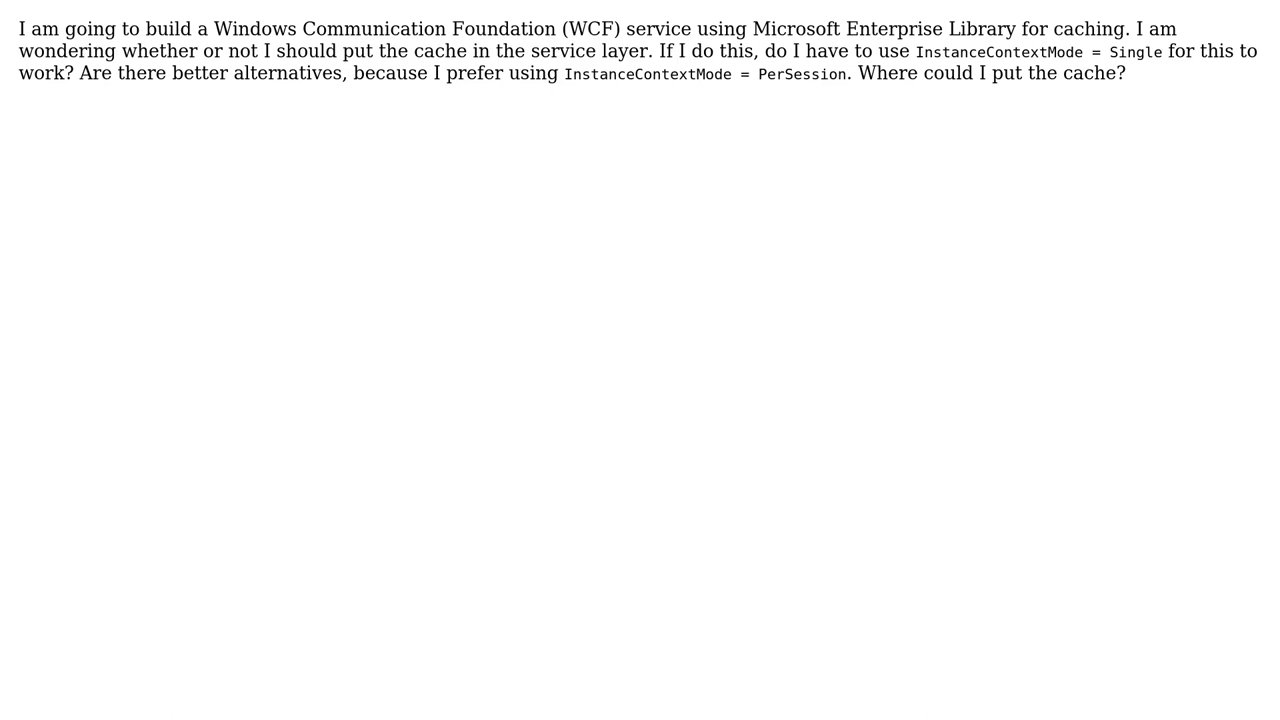 I am going to build a Windows Communication Foundation (WCF) service using Microsoft Enterprise Library for caching. I am
wondering whether or not I should put the cache in the service layer. If I do this, do I have to use InstanceContextMode = Single for this to
work? Are there better alternatives, because I prefer using InstanceContextMode = PerSession. Where could I put the cache?